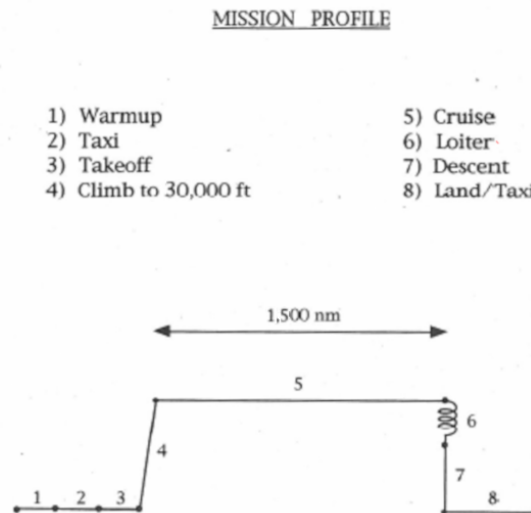 MISSION PROFILE
1) Warmup
2) Taxi
3) Takeoff
4) Climb to 30,000 ft
5) Cruise
6) Loiter
7) Descent
8) Land/Taxi
1,500 nm
5
6
4
7
1 2 3
8